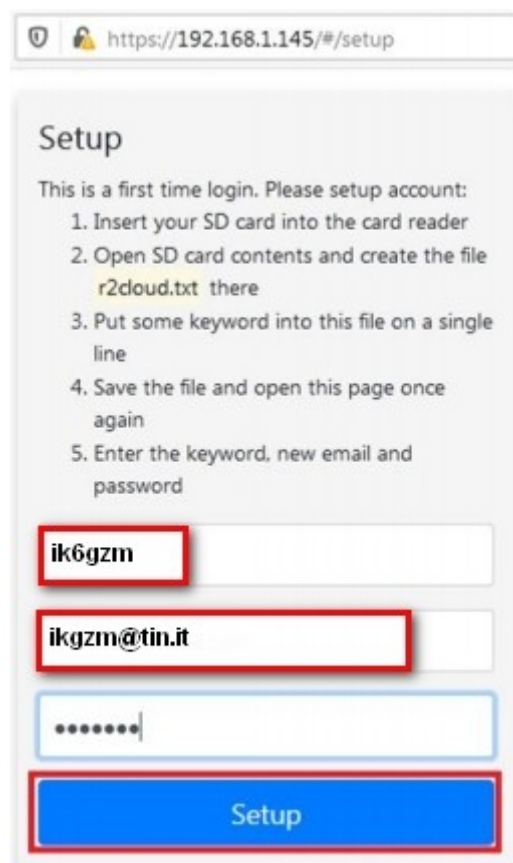 https://192.168.1.145/#/setup
Setup
This is a first time login. Please setup account:
1. Insert your SD card into the card reader
2. Open SD card contents and create the file
r2cloud.txt there
3. Put some keyword into this file on a single
line
4. Save the file and open this page once
again
5. Enter the keyword, new email and
password
ik6gzm
ikgzm@tin.it
•••••••
Setup